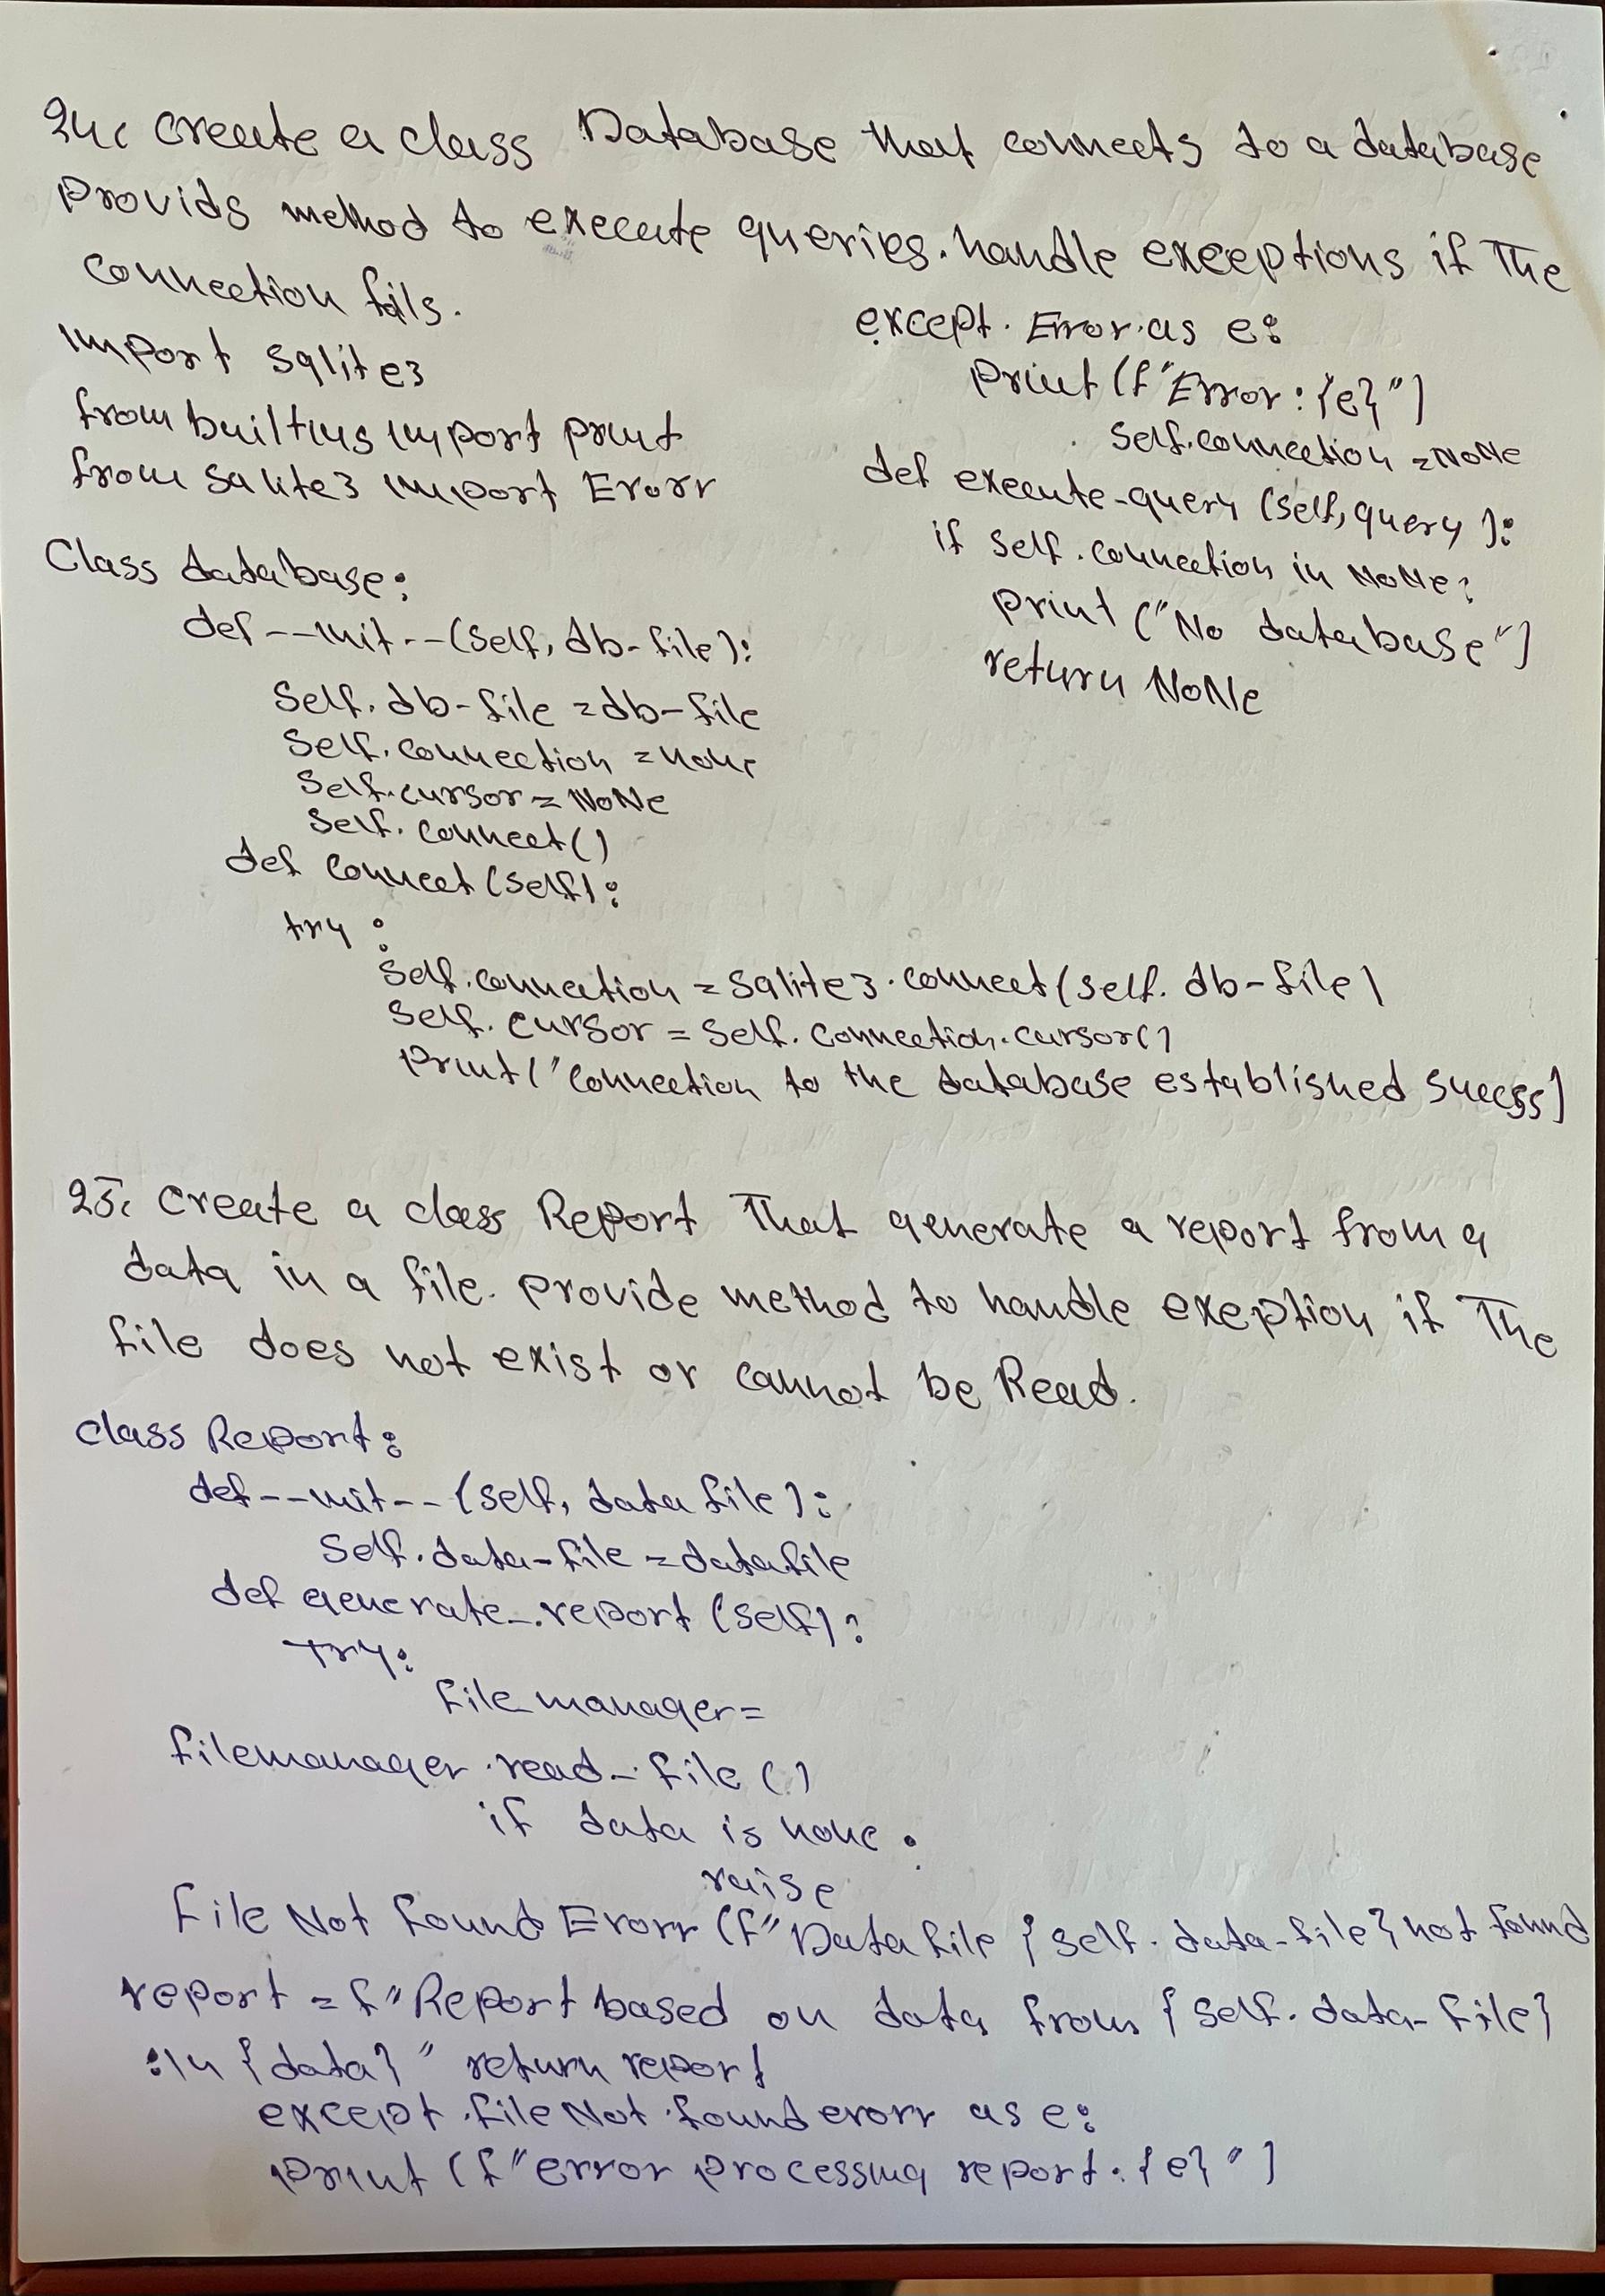 24. Create a class Database that connects to a database
Provids method to execute queries. handle exceptions if The
connection fails.
import sqlite3
from builtins import print
from sqlite3 import Erorr
Class database:
def --init--(self, db-file):
Self. db-file = db-file
Self. connection = none
Self.cursor = NoNe
Self. connect()
def connect(self):
try :
Self.connection = Sqlite3.connect(self. db-file)
Self. cursor = Self. connection.cursor()
Print("connection to the database established success)
except. Error as e:
Print(f"Error: {e}")
Self.connection = NoNe
def execute-query (self, query ):
if self.connection in NoNe:
print ("No database")
return NoNe
25. Create a class Report That generate a report from a
data in a file. Provide method to handle exeption if The
file does not exist or cannot be Read.
class Report:
def --init-- (self, data file ):
Self. data-file = datafile
def generate-report (self):
Try:
file manager=
filemanager.read-file ()
if data is none :
raise
File Not found Erorr (f"Data file {self. data-file} not found
report = f"Report based on data from {self. data-file}
:\n {data}" return report
except.fileNot.found erorr as e:
Print (f"error processing report: {e}")